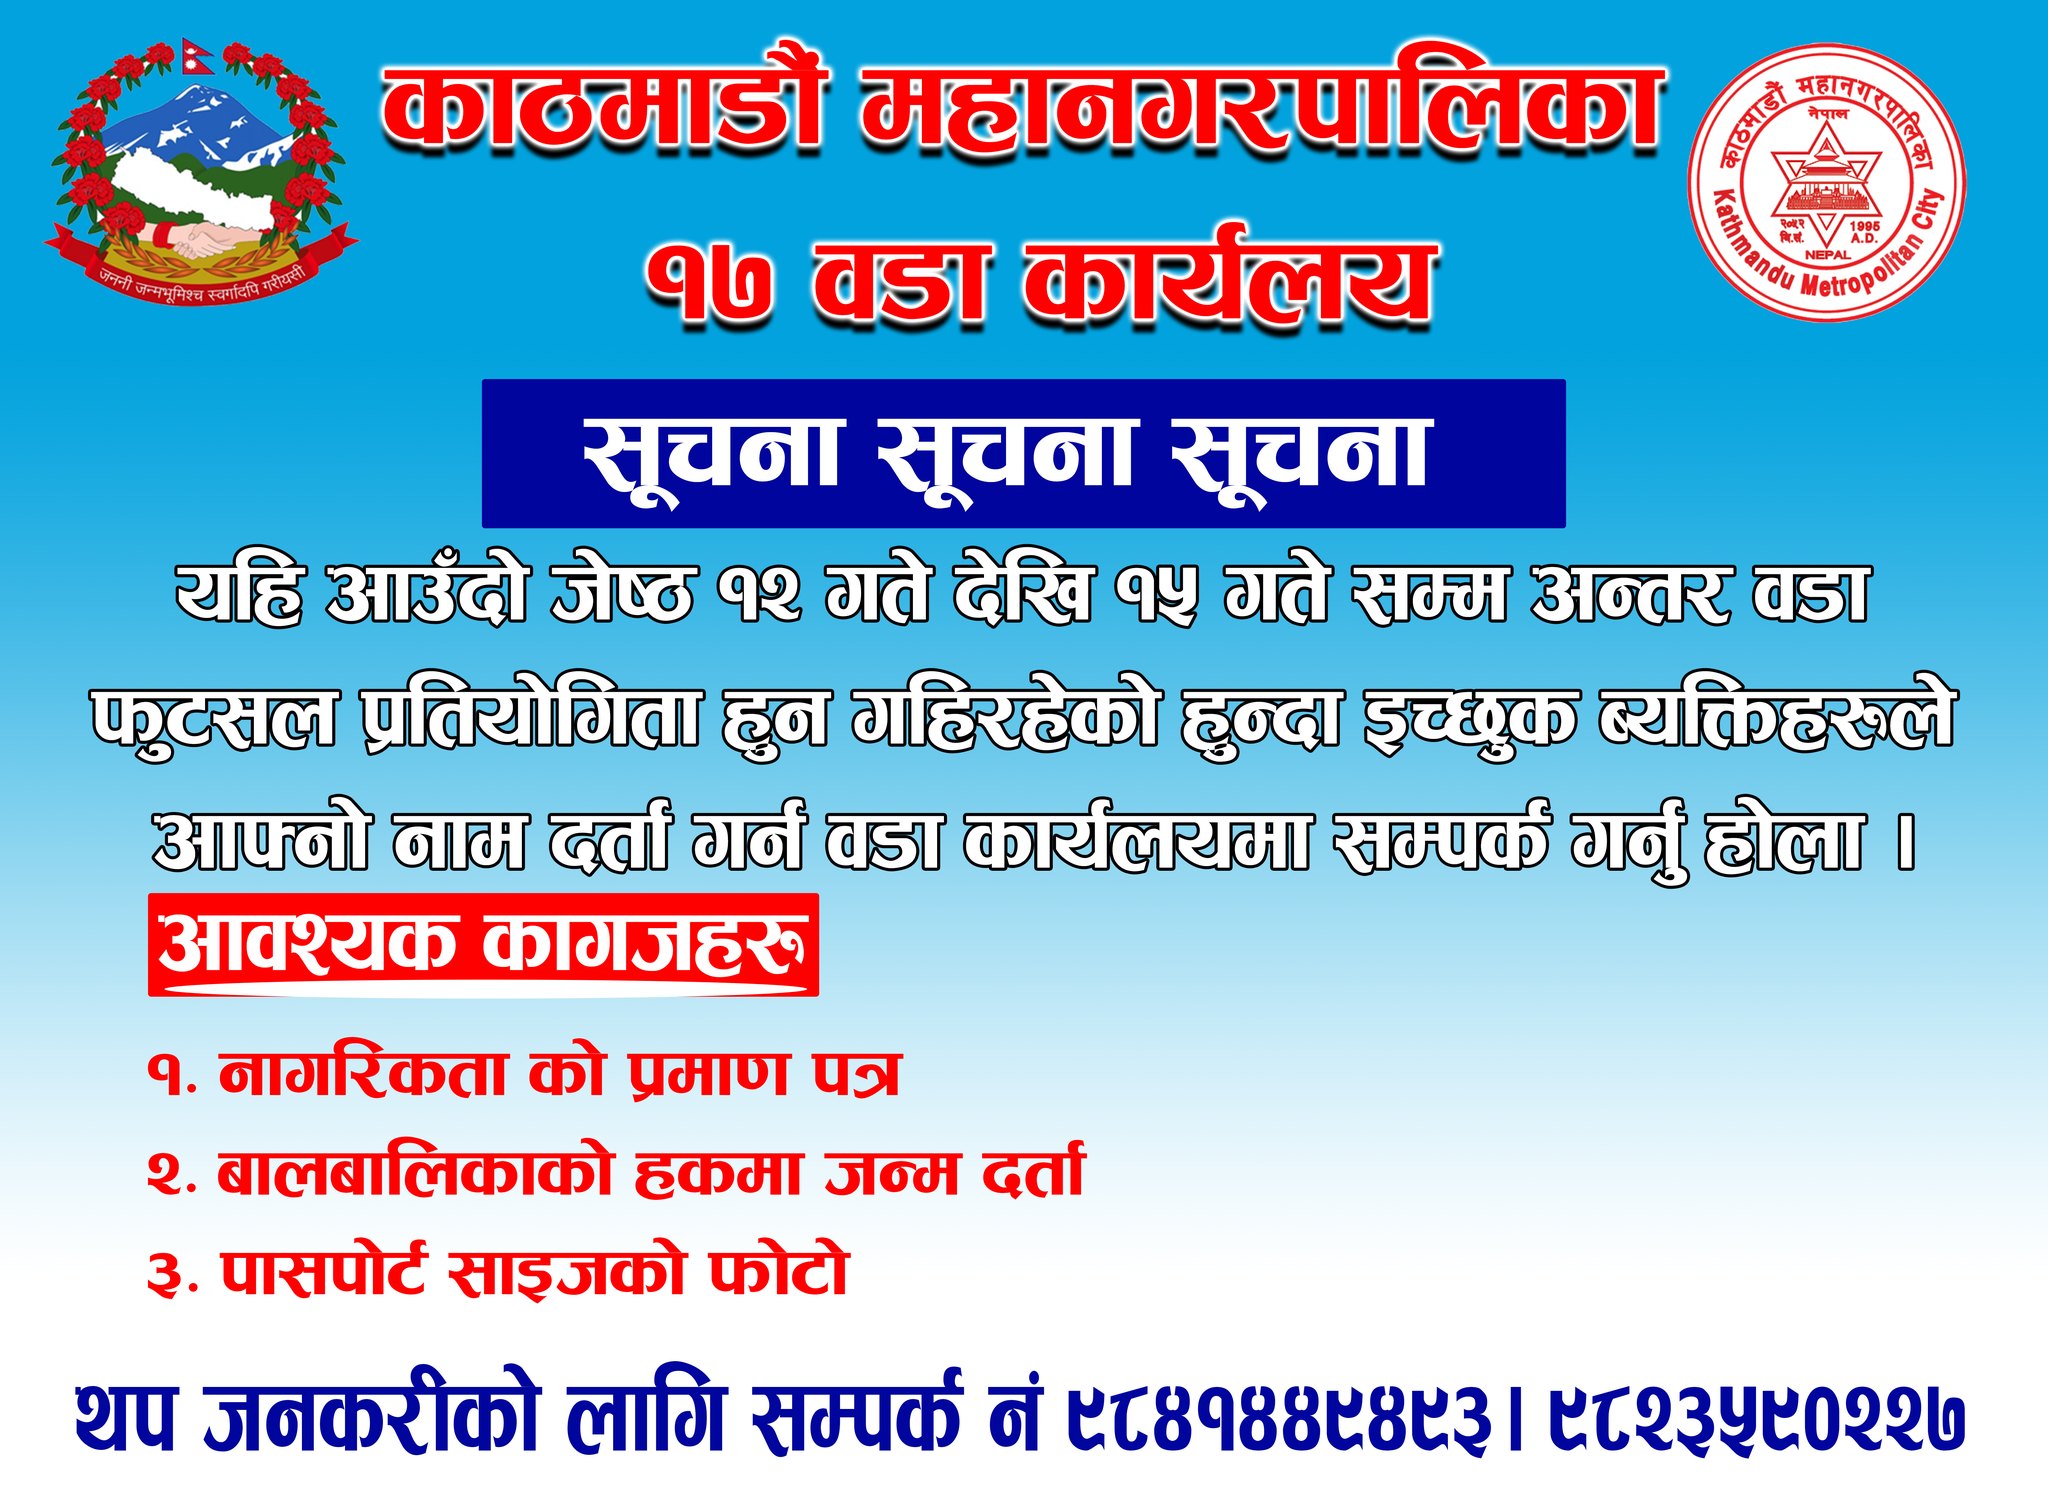 काठमाडौं महानगरपालिका
१७ वडा कार्यलय
जननी जन्मभूमिश्च स्वर्गादपि गरीयसी
काठमाडौं महानगरपालिका
नेपाल
२०५२ 1995
बि.सं. A.D.
NEPAL
Kathmandu Metropolitan City
सूचना सूचना सूचना
यहि आउँदो जेष्ठ १२ गते देखि १५ गते सम्म अन्तर वडा
फुटसल प्रतियोगिता हुन गहिरहेको हुन्दा इच्छुक ब्यक्तिहरुले
आफ्नो नाम दर्ता गर्न वडा कार्यलयमा सम्पर्क गर्नु होला ।
आवश्यक कागजहरु
१. नागरिकता को प्रमाण पत्र
२. बालबालिकाको हकमा जन्म दर्ता
३. पासपोर्ट साइजको फोटो
थप जनकरीको लागि सम्पर्क नं ९८४१४४९४९३। ९८२३५९०२२७